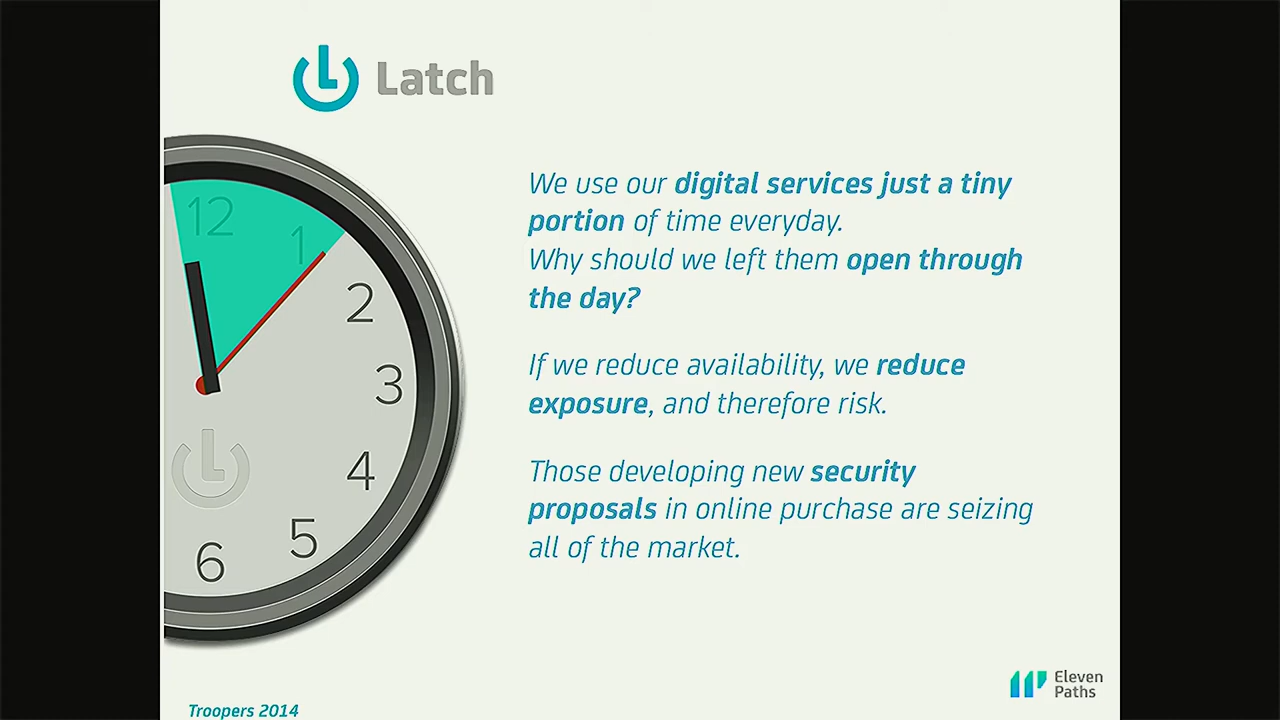 Latch
We use our digital services just a tiny
portion of time everyday.
Why should we left them open through
the day?
If we reduce availability, we reduce
exposure, and therefore risk.
Those developing new security
proposals in online purchase are seizing
all of the market.
12
1
2
3
4
5
6
Eleven
Paths
Troopers 2014